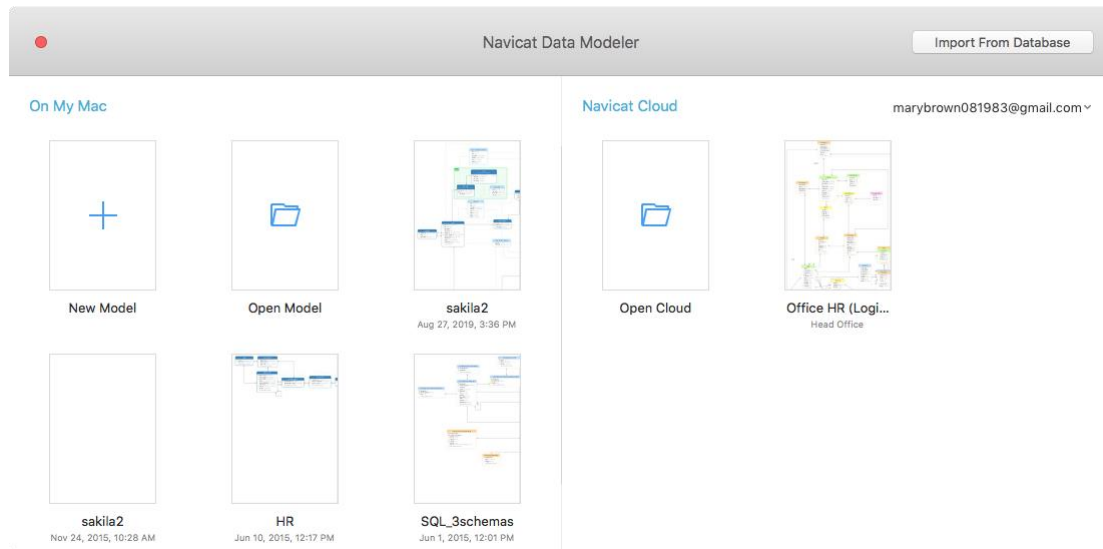 Navicat Data Modeler
Import From Database
On My Mac
Navicat Cloud
marybrown081983@gmail.com
New Model
Open Model
sakila2
Aug 27, 2019, 3:36 PM
Open Cloud
Office HR (Logi...
Head Office
sakila2
Nov 24, 2015, 10:28 AM
HR
Jun 10, 2015, 12:17 PM
SQL_3schemas
Jun 1, 2015, 12:01 PM